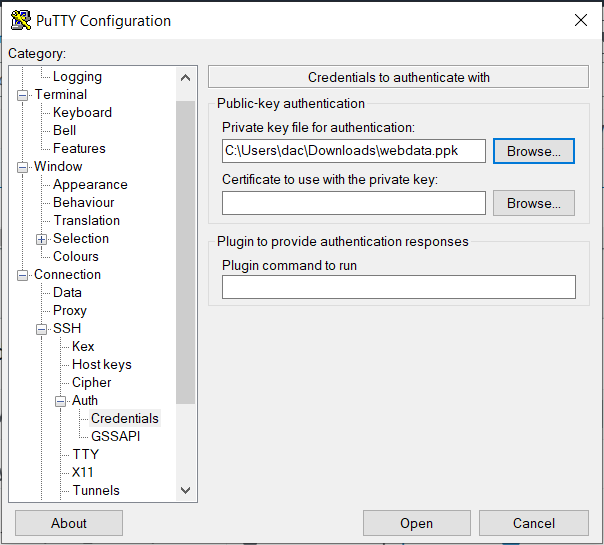 PuTTY Configuration
Category:
Logging
Terminal
Keyboard
Bell
Features
Window
Appearance
Behaviour
Translation
Selection
Colours
Connection
Data
Proxy
SSH
Kex
Host keys
Cipher
Auth
Credentials
GSSAPI
TTY
X11
Tunnels
Credentials to authenticate with
Public-key authentication
Private key file for authentication:
C:\Users\dac\Downloads\webdata.ppk
Browse...
Certificate to use with the private key:
Browse...
Plugin to provide authentication responses
Plugin command to run
About
Open
Cancel